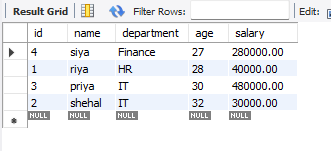 Result Grid Filter Rows: Edit:
id name department age salary
4 siya Finance 27 280000.00
1 riya HR 28 40000.00
3 priya IT 30 480000.00
2 shehal IT 32 30000.00
NULL NULL NULL NULL NULL